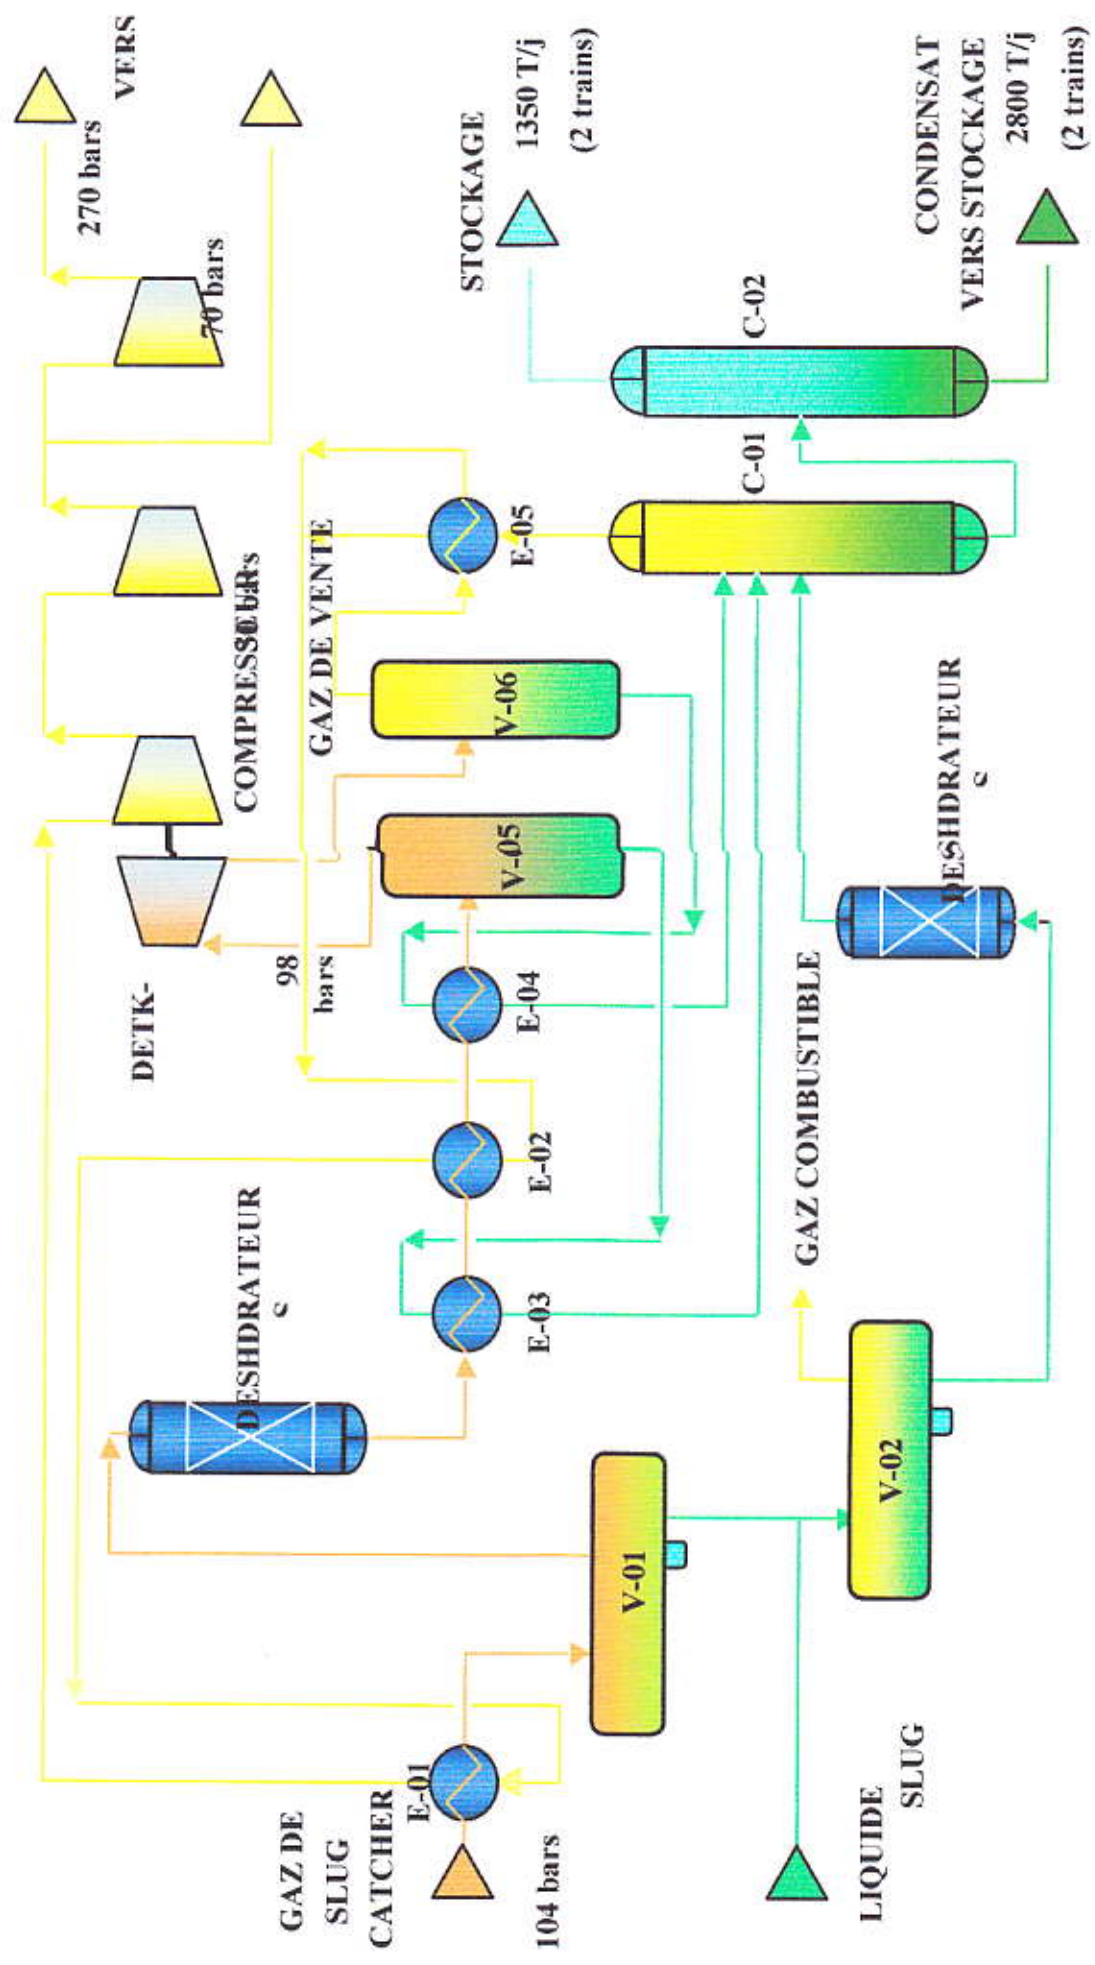 VERS
270 bars
70 bars
COMPRESSEUR
30 bars
DETK-
98
bars
GAZ DE VENTE
DESHDRATEUR
S
GAZ DE
SLUG
CATCHER
104 bars
E-01
E-03
E-02
E-04
V-05
V-06
E-05
STOCKAGE
1350 T/j
(2 trains)
C-01
C-02
CONDENSAT
VERS STOCKAGE
2800 T/j
(2 trains)
V-01
V-02
GAZ COMBUSTIBLE
DESHDRATEUR
S
LIQUIDE
SLUG